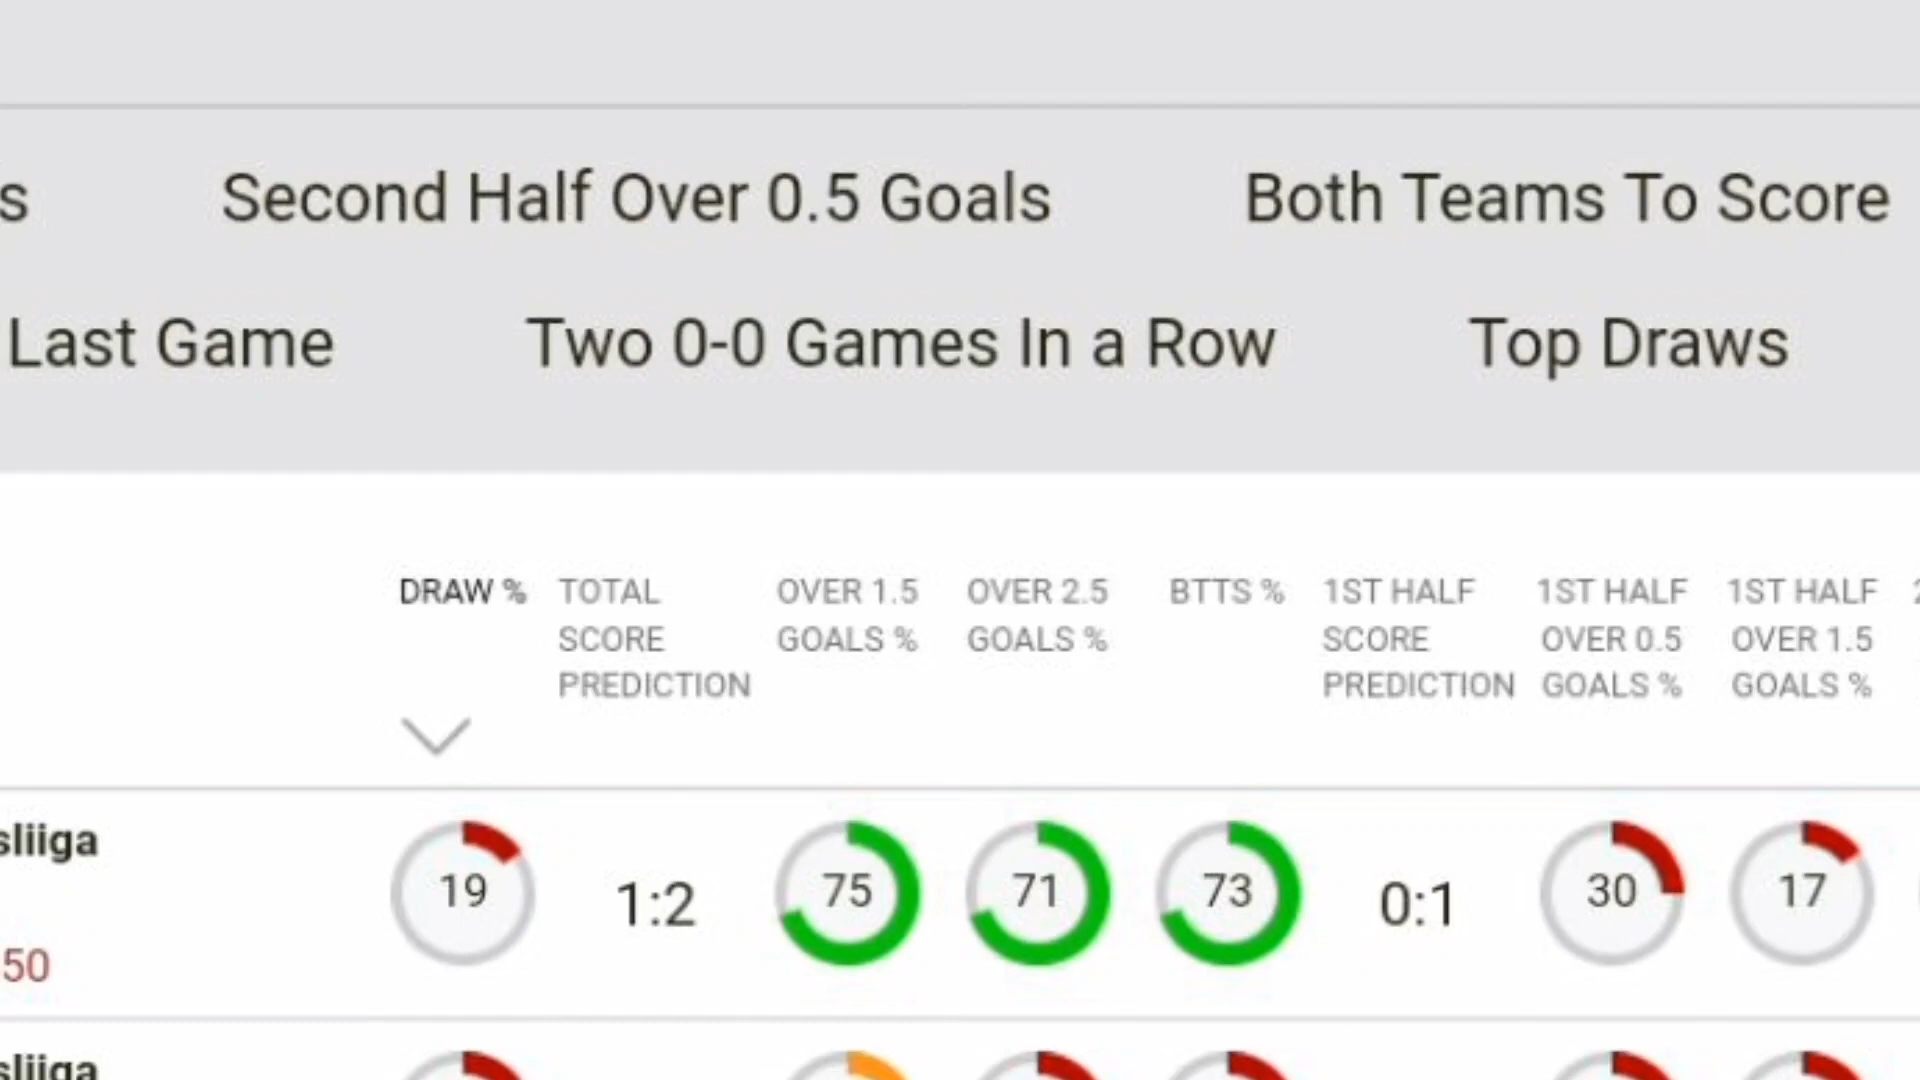 s Second Half Over 0.5 Goals Both Teams To Score
Last Game Two 0-0 Games In a Row Top Draws
DRAW % TOTAL OVER 1.5 OVER 2.5 BTTS % 1ST HALF 1ST HALF 1ST HALF
SCORE GOALS % GOALS % SCORE OVER 0.5 OVER 1.5
PREDICTION PREDICTION GOALS % GOALS %
sliiga
19 1:2 75 71 73 0:1 30 17
50
sliiga